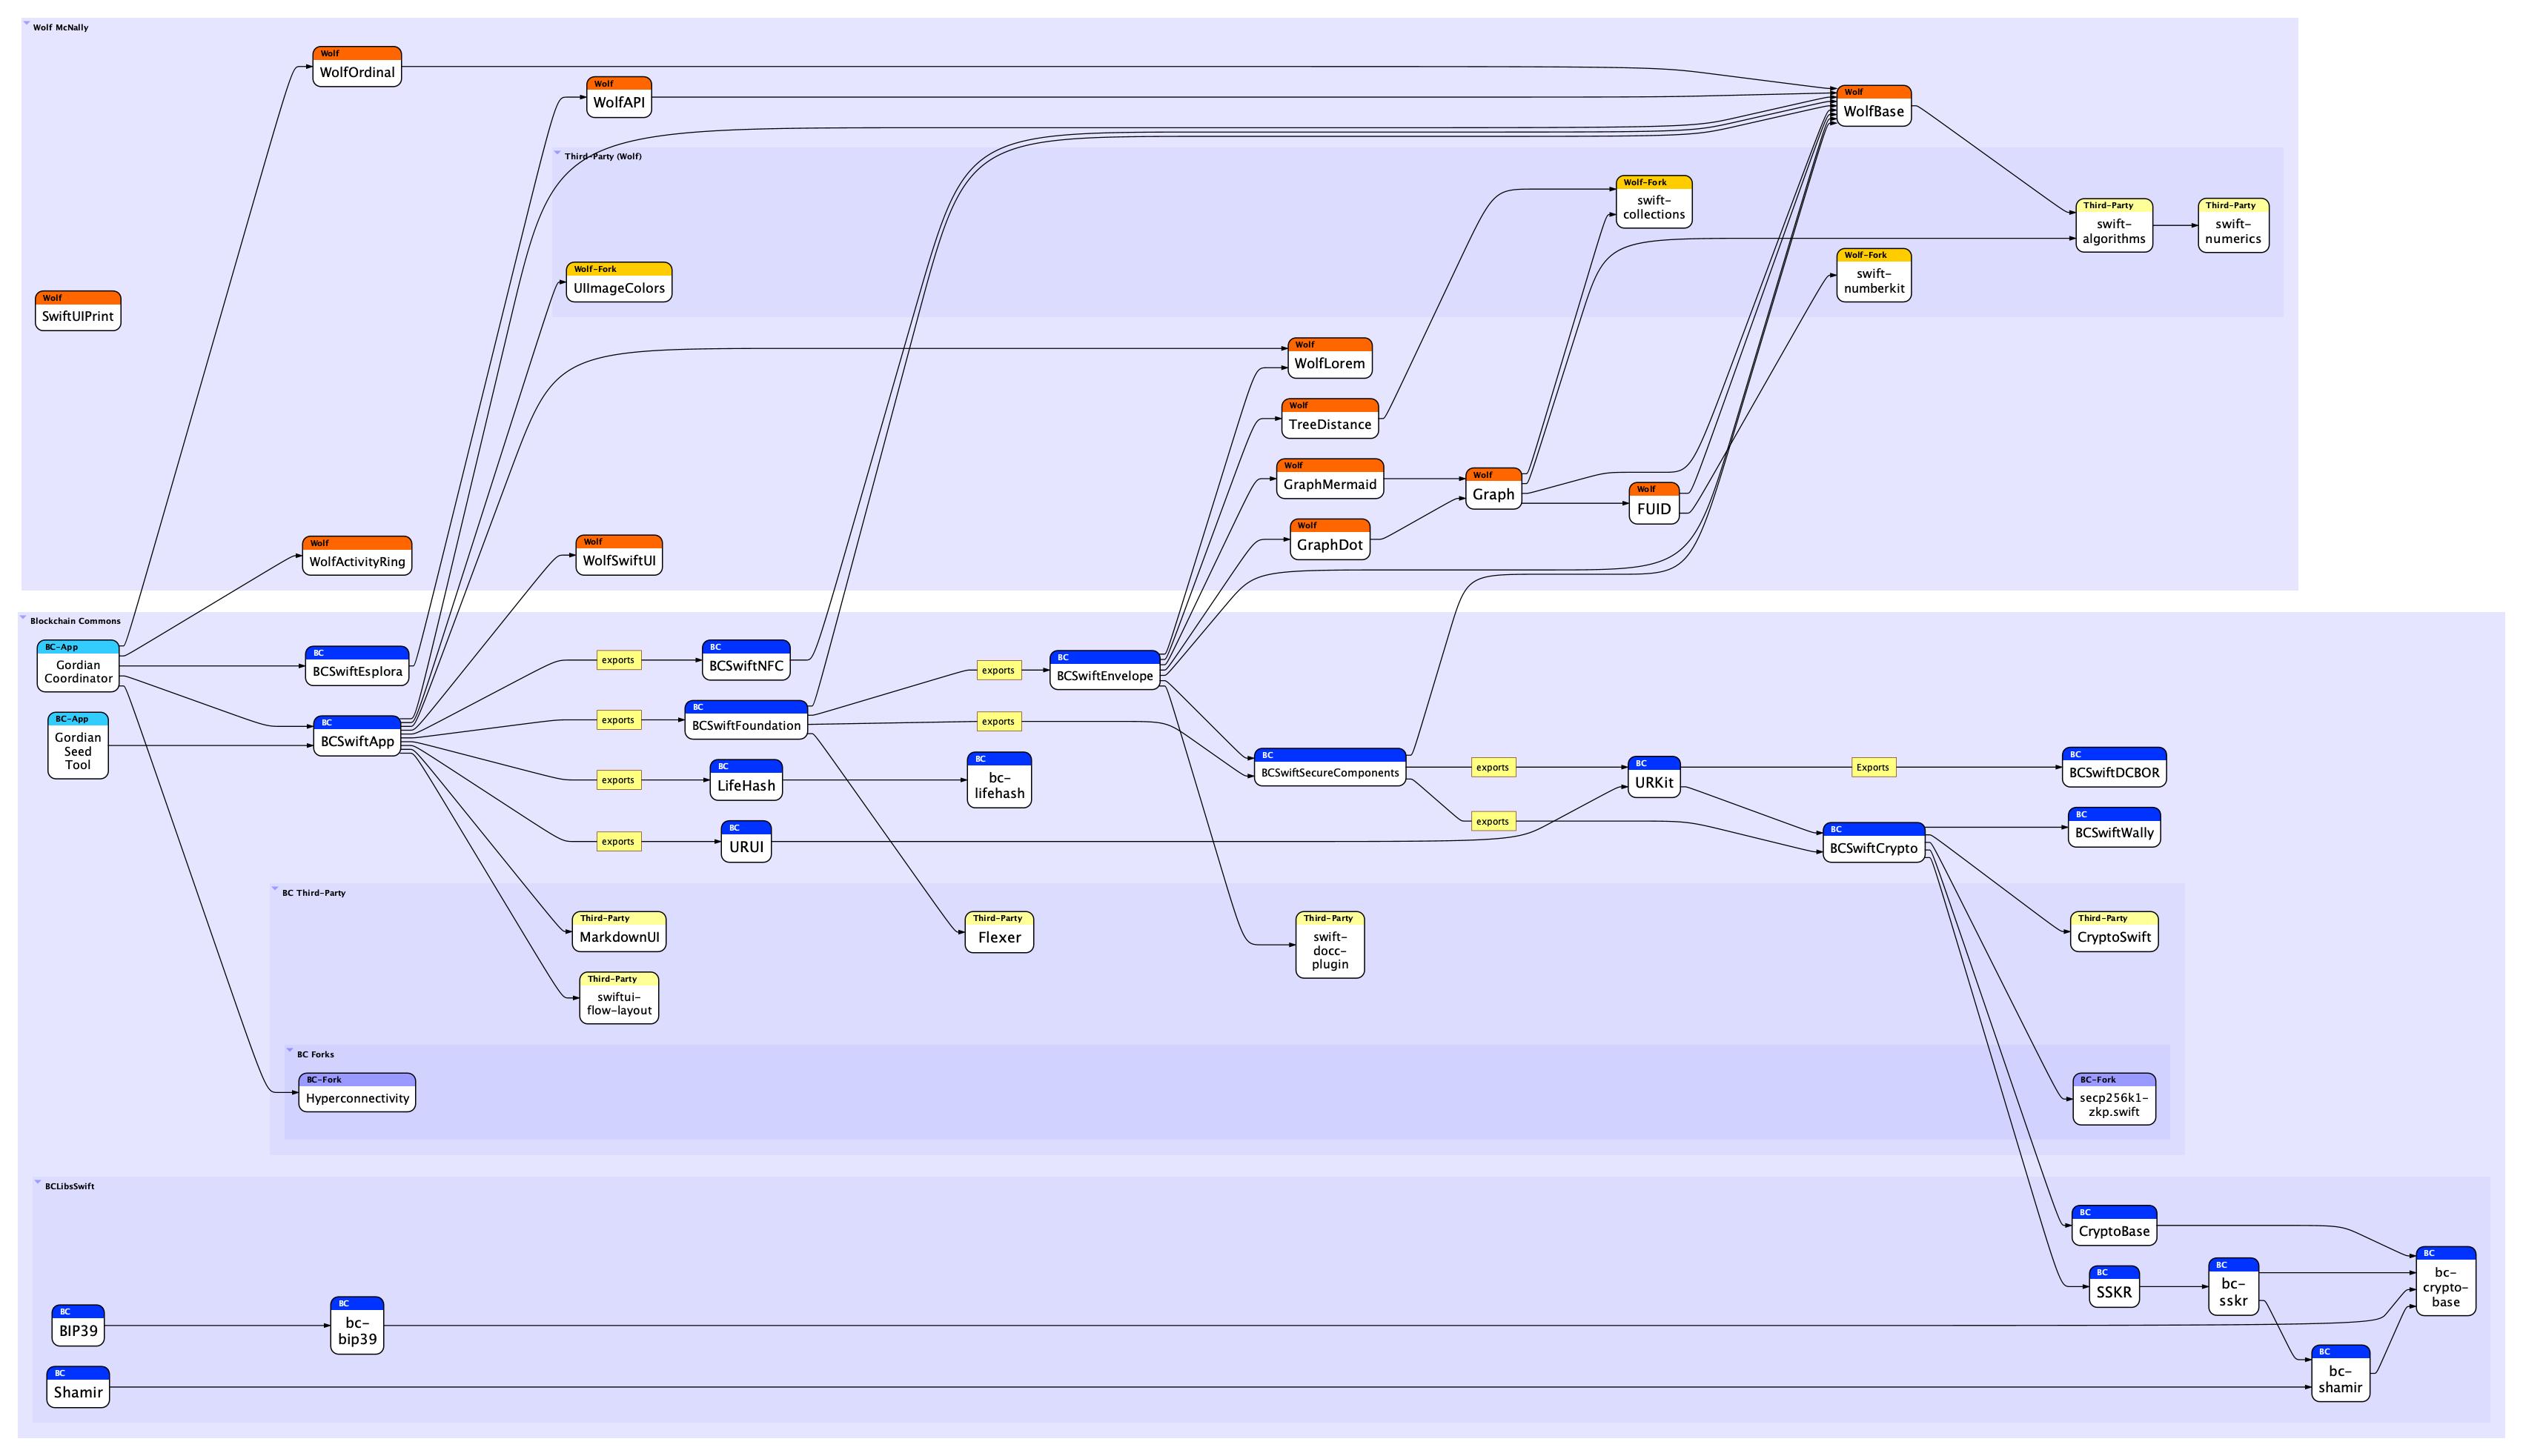 Wolf McNally
Wolf
WolfOrdinal
Wolf
WolfAPI
Wolf
WolfBase
Third-Party (Wolf)
Wolf-Fork
swift-
collections
Third-Party
swift-
algorithms
Third-Party
swift-
numerics
Wolf-Fork
swift-
numberkit
Wolf-Fork
UIImageColors
Wolf
SwiftUIPrint
Wolf
WolfLorem
Wolf
TreeDistance
Wolf
GraphMermaid
Wolf
Graph
Wolf
FUID
Wolf
GraphDot
Wolf
WolfActivityRing
Wolf
WolfSwiftUI
Blockchain Commons
BC-App
Gordian
Coordinator
BC
BCSwiftEsplora
exports
BC
BCSwiftNFC
exports
BC
BCSwiftEnvelope
BC-App
Gordian
Seed
Tool
BC
BCSwiftApp
exports
BC
BCSwiftFoundation
exports
exports
BC
LifeHash
BC
bc-
lifehash
BC
BCSwiftSecureComponents
exports
BC
URKit
Exports
BC
BCSwiftDCBOR
exports
BC
URUI
exports
BC
BCSwiftCrypto
BC
BCSwiftWally
BC Third-Party
Third-Party
MarkdownUI
Third-Party
Flexer
Third-Party
swift-
docc-
plugin
Third-Party
CryptoSwift
Third-Party
swiftui-
flow-layout
BC Forks
BC-Fork
Hyperconnectivity
BC-Fork
secp256k1-
zkp.swift
BCLibsSwift
BC
CryptoBase
BC
SSKR
BC
bc-
sskr
BC
bc-
crypto-
base
BC
BIP39
BC
bc-
bip39
BC
Shamir
BC
bc-
shamir